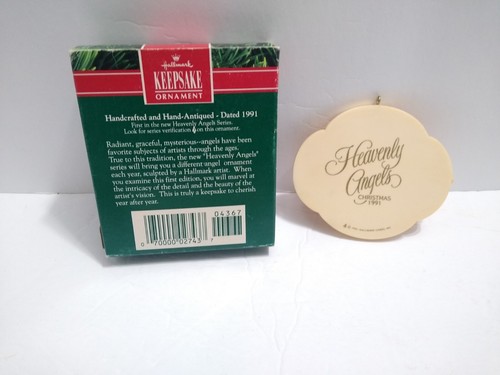 Hallmark
KEEPSAKE
ORNAMENT
Handcrafted and Hand-Antiqued - Dated 1991
First in the new Heavenly Angels Series.
Look for series verification on this ornament.
Radiant, graceful, mysterious--angels have been
favorite subjects of artists through the ages.
True to this tradition, the new "Heavenly Angels"
series will bring you a different angel ornament
each year, sculpted by a Hallmark artist. When
you examine this first edition, you will marvel at
the intricacy of detail and the beauty of the
artist's vision. This is truly a keepsake to cherish
year after year.
04367
0 70000 02743 7
Heavenly
Angels
CHRISTMAS
1991